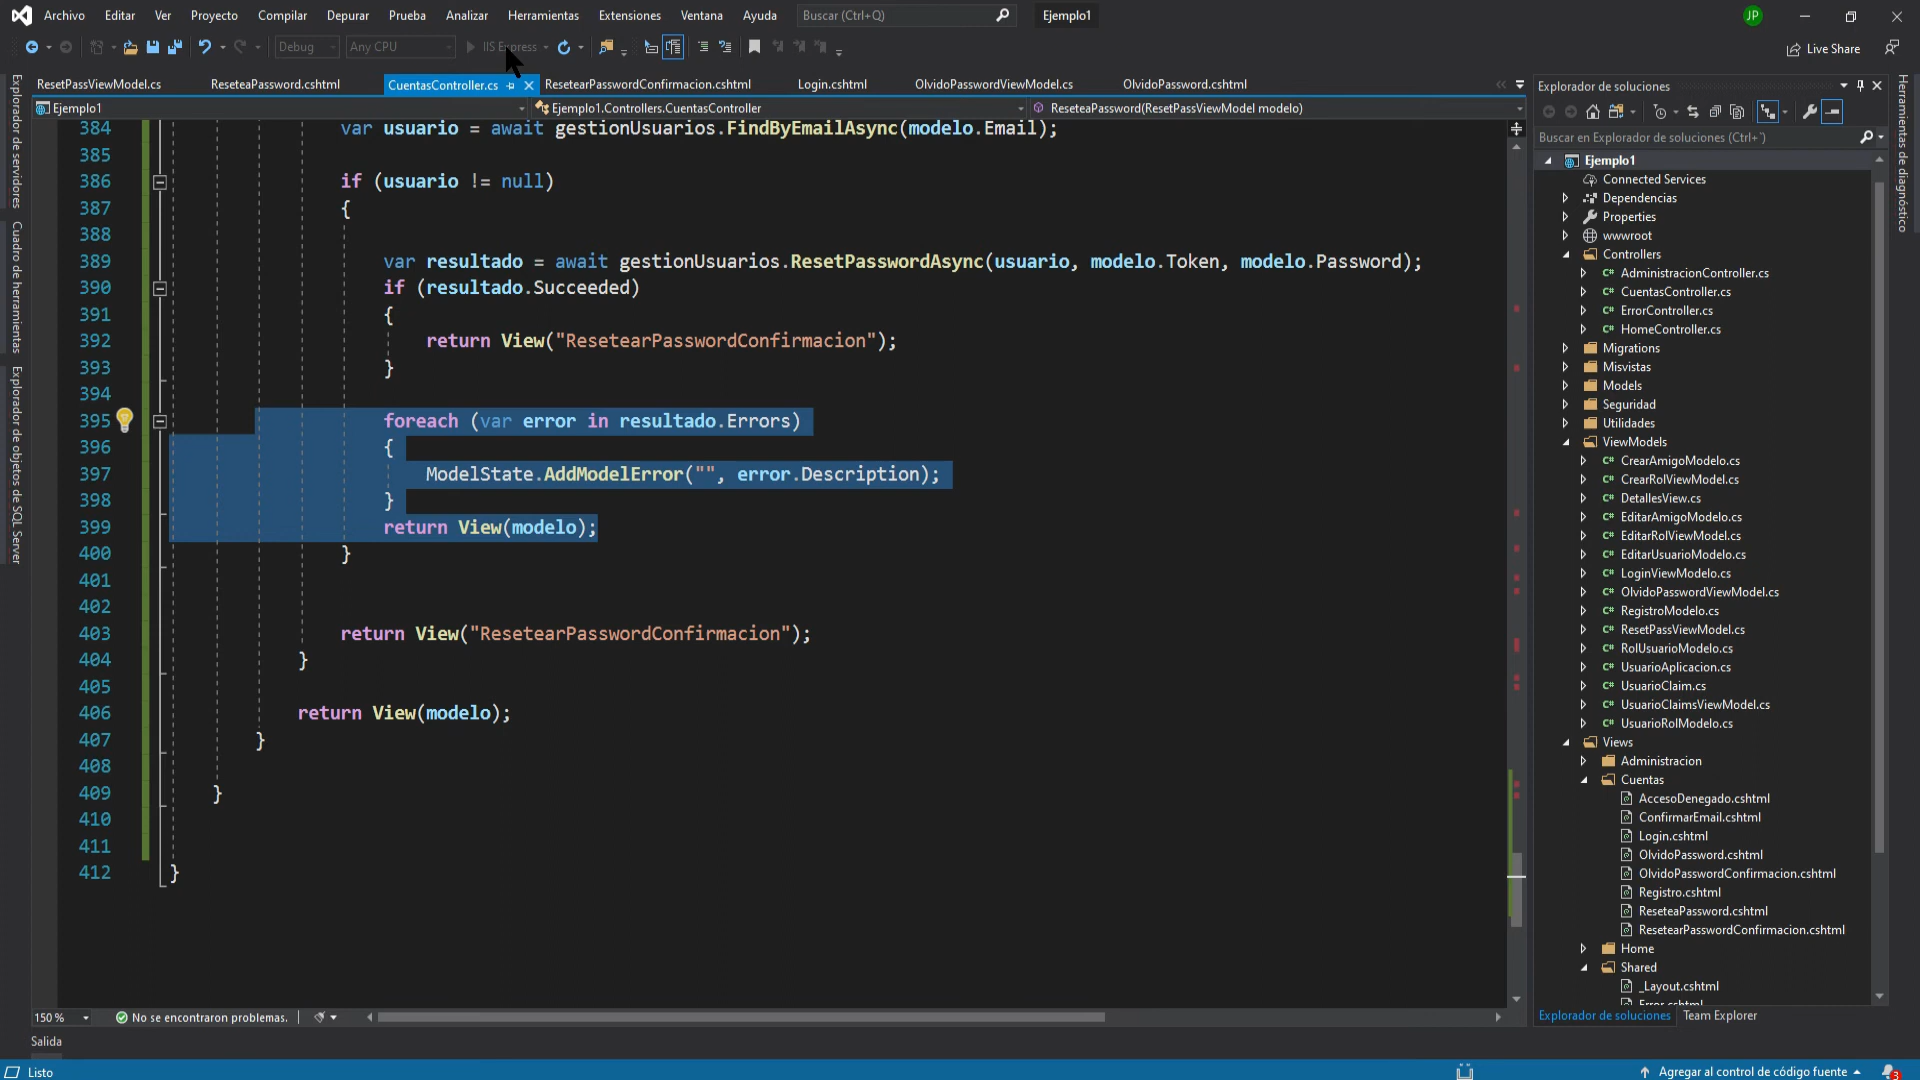 Archivo Editar Ver Proyecto Compilar Depurar Prueba Analizar Herramientas Extensiones Ventana Ayuda Buscar (Ctrl+Q) Ejemplo1 JP
Debug Any CPU IIS Express Live Share
ResetPassViewModel.cs ReseteaPassword.cshtml CuentasController.cs ResetearPasswordConfirmacion.cshtml Login.cshtml OlvidoPasswordViewModel.cs OlvidoPassword.cshtml
Ejemplo1 Ejemplo1.Controllers.CuentasController ReseteaPassword(ResetPassViewModel modelo)
Explorador de servidores
Cuadro de herramientas
Explorador de objetos de SQL Server
384 var usuario = await gestionUsuarios.FindByEmailAsync(modelo.Email);
385
386 if (usuario != null)
387 {
388
389 var resultado = await gestionUsuarios.ResetPasswordAsync(usuario, modelo.Token, modelo.Password);
390 if (resultado.Succeeded)
391 {
392 return View("ResetearPasswordConfirmacion");
393 }
394
395 foreach (var error in resultado.Errors)
396 {
397 ModelState.AddModelError("", error.Description);
398 }
399 return View(modelo);
400 }
401
402
403 return View("ResetearPasswordConfirmacion");
404 }
405
406 return View(modelo);
407 }
408
409 }
410
411
412 }
150 % No se encontraron problemas.
Salida
Explorador de soluciones
Buscar en Explorador de soluciones (Ctrl+`)
Ejemplo1
Connected Services
Dependencias
Properties
wwwroot
Controllers
C# AdministracionController.cs
C# CuentasController.cs
C# ErrorController.cs
C# HomeController.cs
Migrations
Misvistas
Models
Seguridad
Utilidades
ViewModels
C# CrearAmigoModelo.cs
C# CrearRolViewModel.cs
C# DetallesView.cs
C# EditarAmigoModelo.cs
C# EditarRolViewModel.cs
C# EditarUsuarioModelo.cs
C# LoginViewModelo.cs
C# OlvidoPasswordViewModel.cs
C# RegistroModelo.cs
C# ResetPassViewModel.cs
C# RolUsuarioModelo.cs
C# UsuarioAplicacion.cs
C# UsuarioClaim.cs
C# UsuarioClaimsViewModel.cs
C# UsuarioRolModelo.cs
Views
Administracion
Cuentas
AccesoDenegado.cshtml
ConfirmarEmail.cshtml
Login.cshtml
OlvidoPassword.cshtml
OlvidoPasswordConfirmacion.cshtml
Registro.cshtml
ReseteaPassword.cshtml
ResetearPasswordConfirmacion.cshtml
Home
Shared
_Layout.cshtml
Error.cshtml
Explorador de soluciones Team Explorer
Herramientas de diagnóstico
Listo Agregar al control de código fuente 3